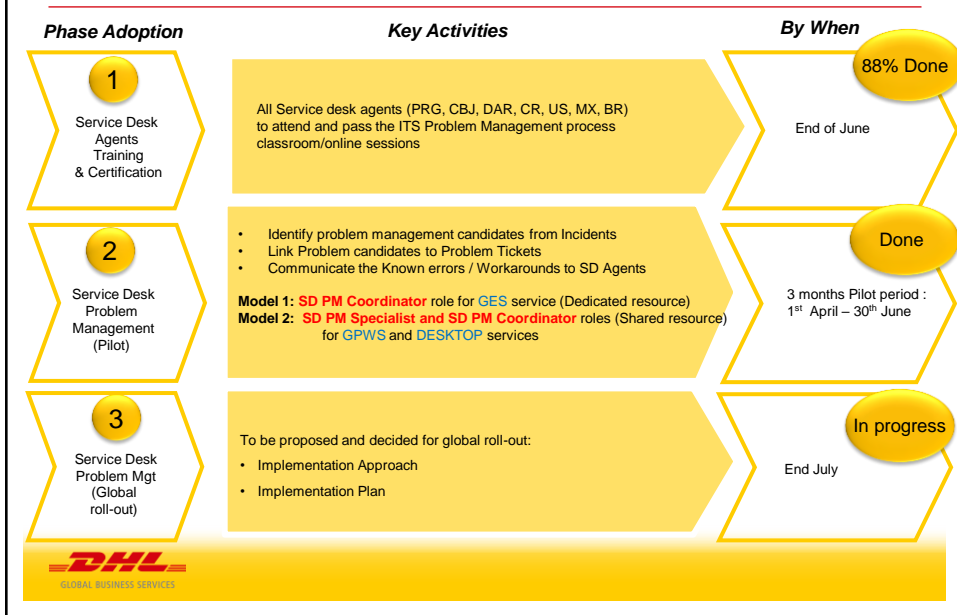 Phase Adoption
Key Activities
By When
1
Service Desk
Agents
Training
& Certification
All Service desk agents (PRG, CBJ, DAR, CR, US, MX, BR)
to attend and pass the ITS Problem Management process
classroom/online sessions
88% Done
End of June
2
Service Desk
Problem
Management
(Pilot)
• Identify problem management candidates from Incidents
• Link Problem candidates to Problem Tickets
• Communicate the Known errors / Workarounds to SD Agents
Model 1: SD PM Coordinator role for GES service (Dedicated resource)
Model 2: SD PM Specialist and SD PM Coordinator roles (Shared resource)
for GPWS and DESKTOP services
Done
3 months Pilot period :
1st April – 30th June
3
Service Desk
Problem Mgt
(Global
roll-out)
To be proposed and decided for global roll-out:
• Implementation Approach
• Implementation Plan
In progress
End July
DHL
GLOBAL BUSINESS SERVICES